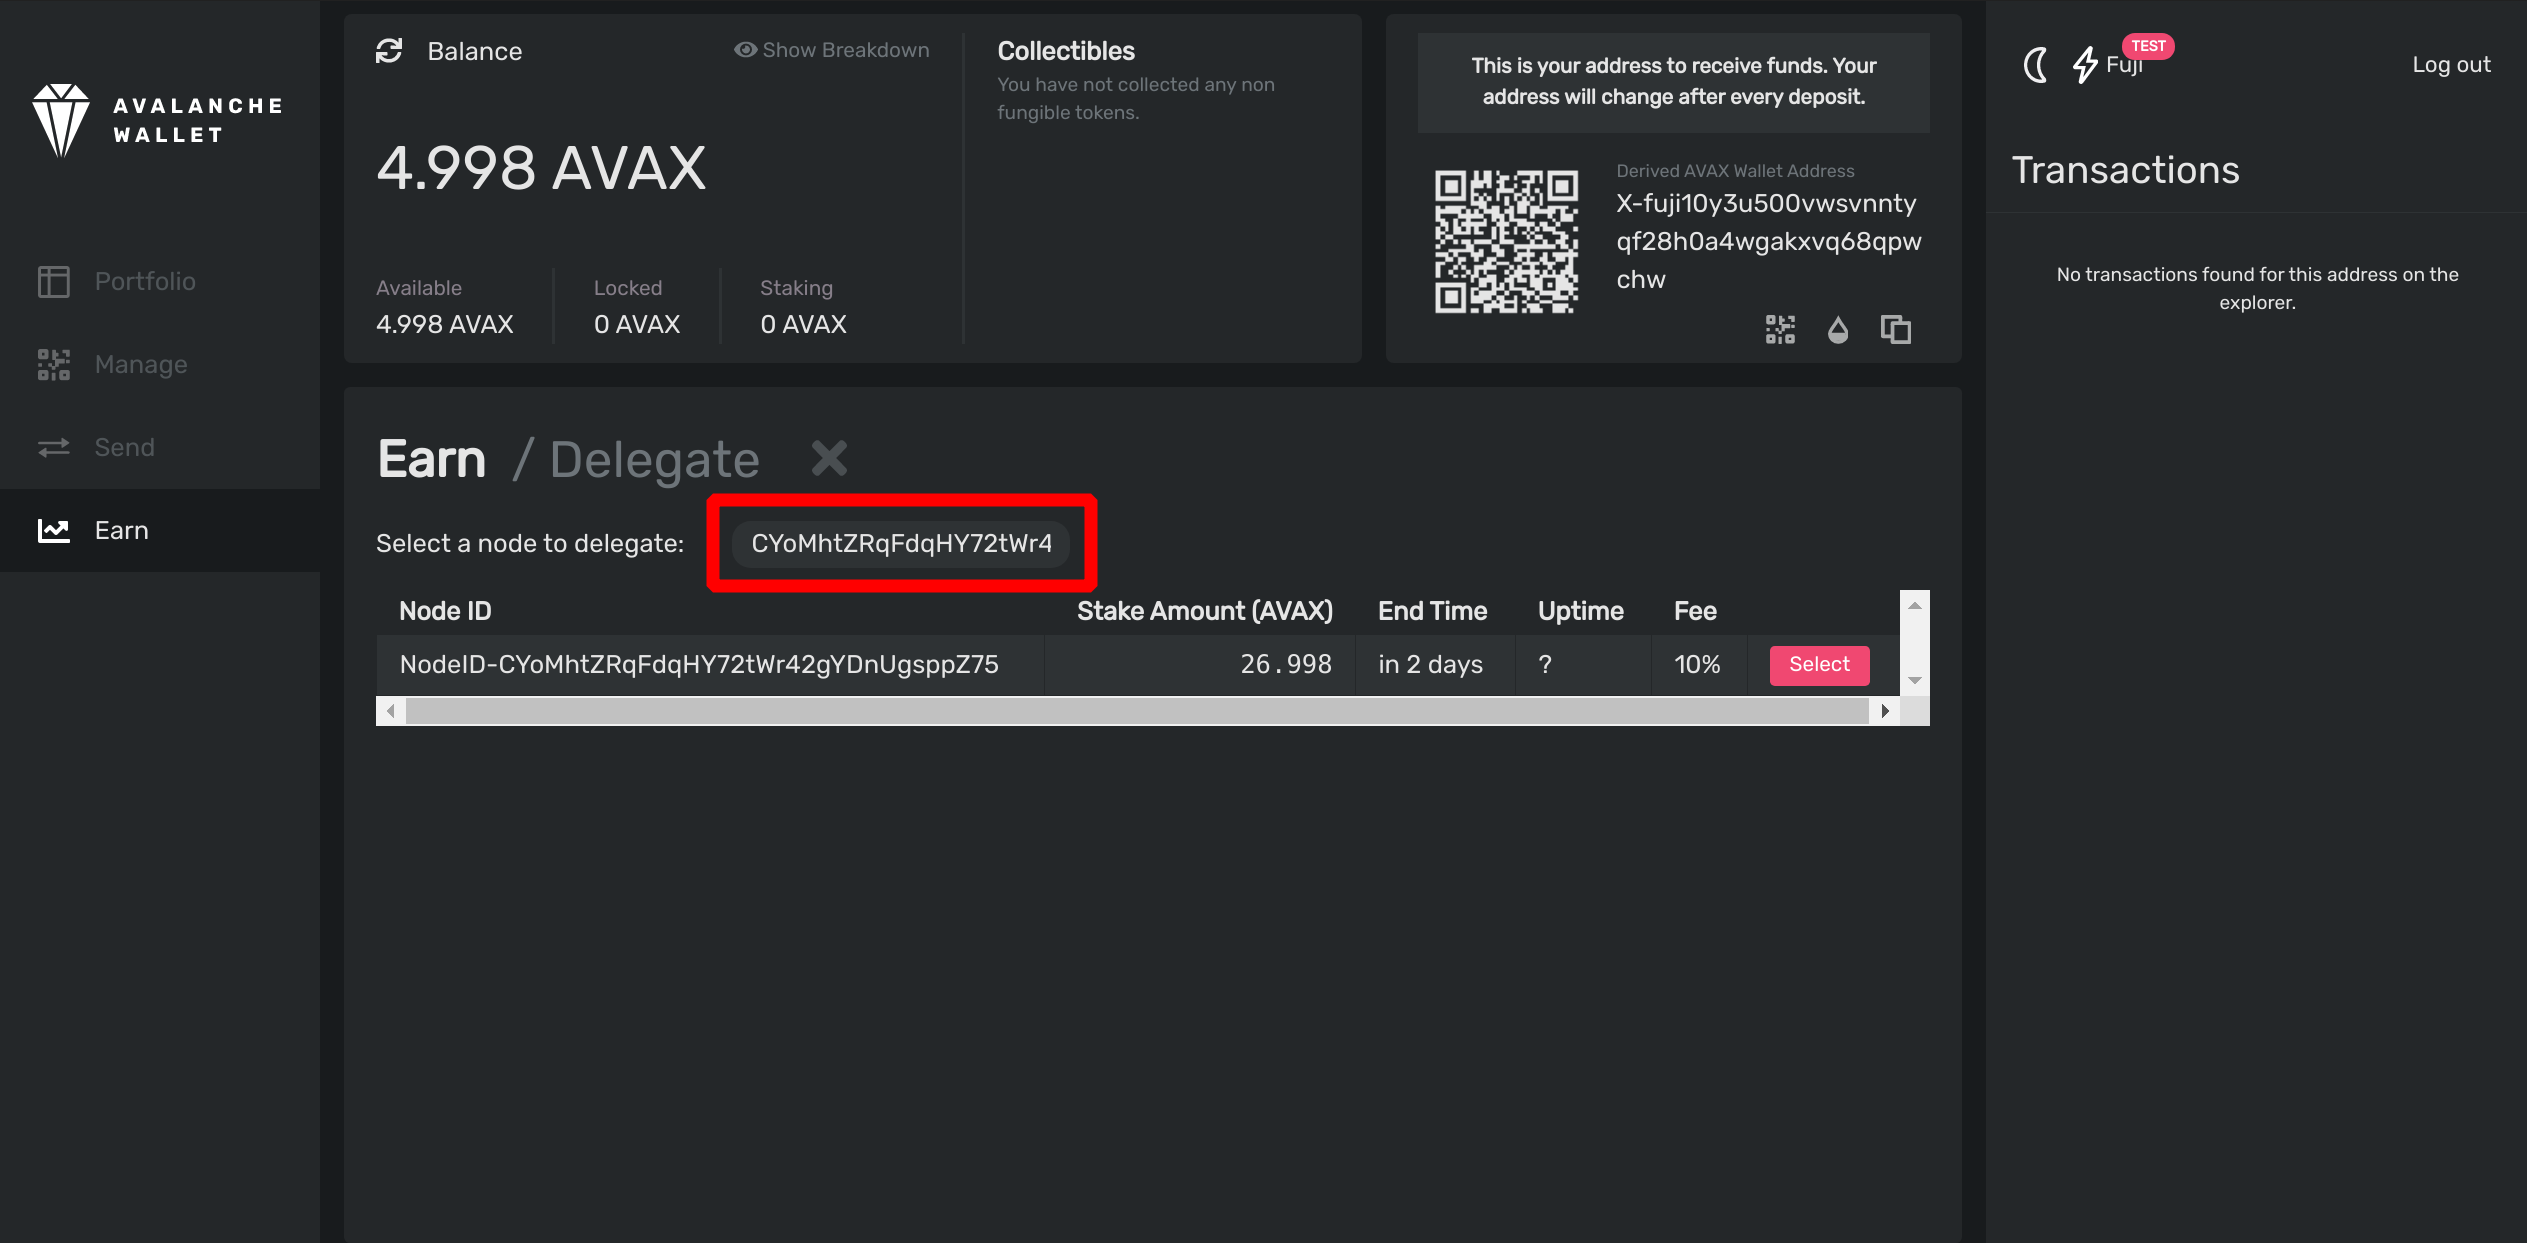 AVALANCHE
WALLET
Portfolio
Manage
Send
Earn
Balance
Show Breakdown
4.998 AVAX
Available
4.998 AVAX
Locked
0 AVAX
Staking
0 AVAX
Collectibles
You have not collected any non
fungible tokens.
This is your address to receive funds. Your
address will change after every deposit.
Derived AVAX Wallet Address
X-fuji10y3u500vwsvnnty
qf28h0a4wgakxvq68qpw
chw
Earn / Delegate
Select a node to delegate: CYoMhtZRqFdqHY72tWr4
Node ID Stake Amount (AVAX) End Time Uptime Fee
NodeID-CYoMhtZRqFdqHY72tWr42gYDnUgsppZ75 26.998 in 2 days ? 10% Select
TEST
Fuji
Log out
Transactions
No transactions found for this address on the
explorer.